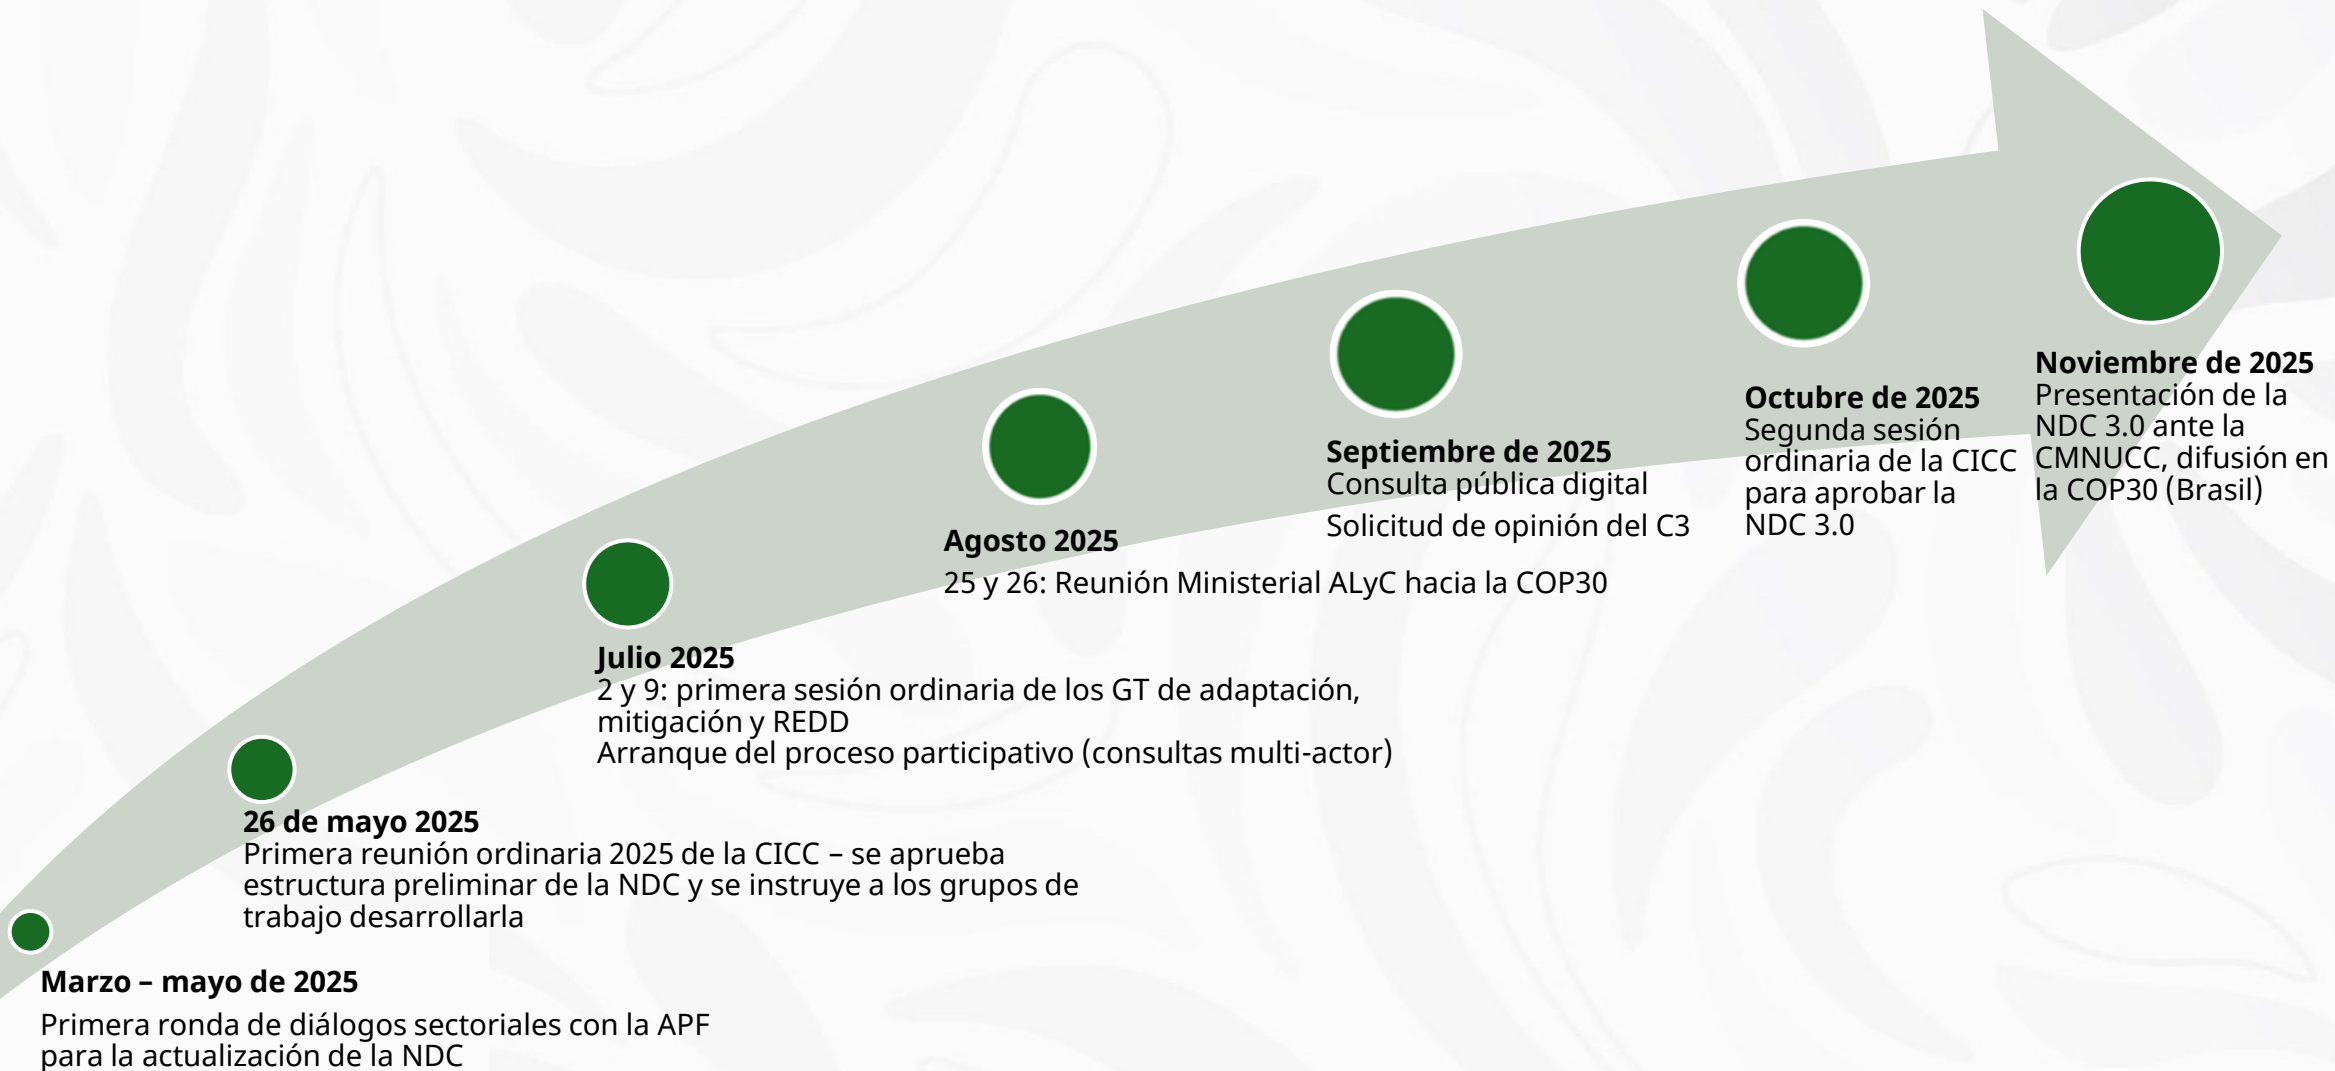 Marzo – mayo de 2025
Primera ronda de diálogos sectoriales con la APF
para la actualización de la NDC
26 de mayo 2025
Primera reunión ordinaria 2025 de la CICC – se aprueba
estructura preliminar de la NDC y se instruye a los grupos de
trabajo desarrollarla
Julio 2025
2 y 9: primera sesión ordinaria de los GT de adaptación,
mitigación y REDD
Arranque del proceso participativo (consultas multi-actor)
Agosto 2025
25 y 26: Reunión Ministerial ALyC hacia la COP30
Septiembre de 2025
Consulta pública digital
Solicitud de opinión del C3
Octubre de 2025
Segunda sesión
ordinaria de la CICC
para aprobar la
NDC 3.0
Noviembre de 2025
Presentación de la
NDC 3.0 ante la
CMNUCC, difusión en
la COP30 (Brasil)